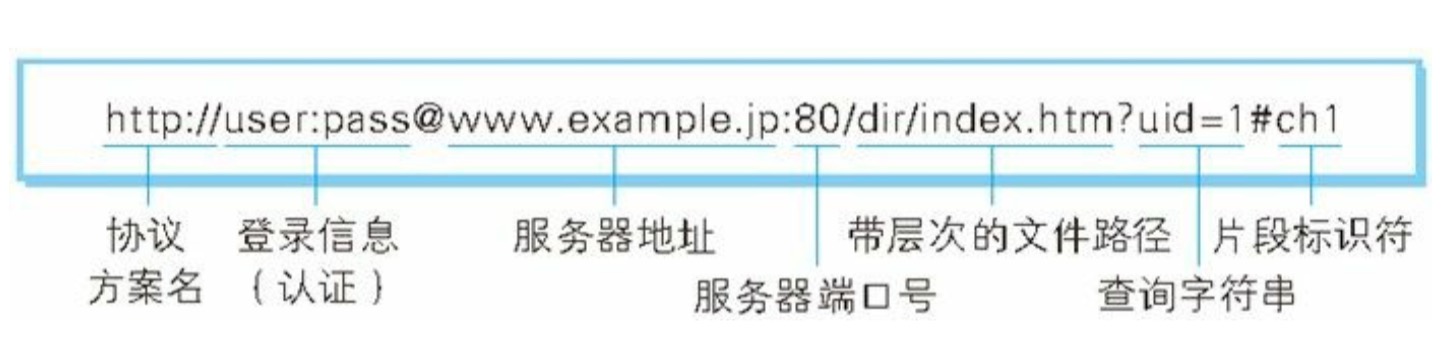 http://user:pass@www.example.jp:80/dir/index.htm?uid=1#ch1
协议
方案名
登录信息
（认证）
服务器地址
服务器端口号
带层次的文件路径
查询字符串
片段标识符